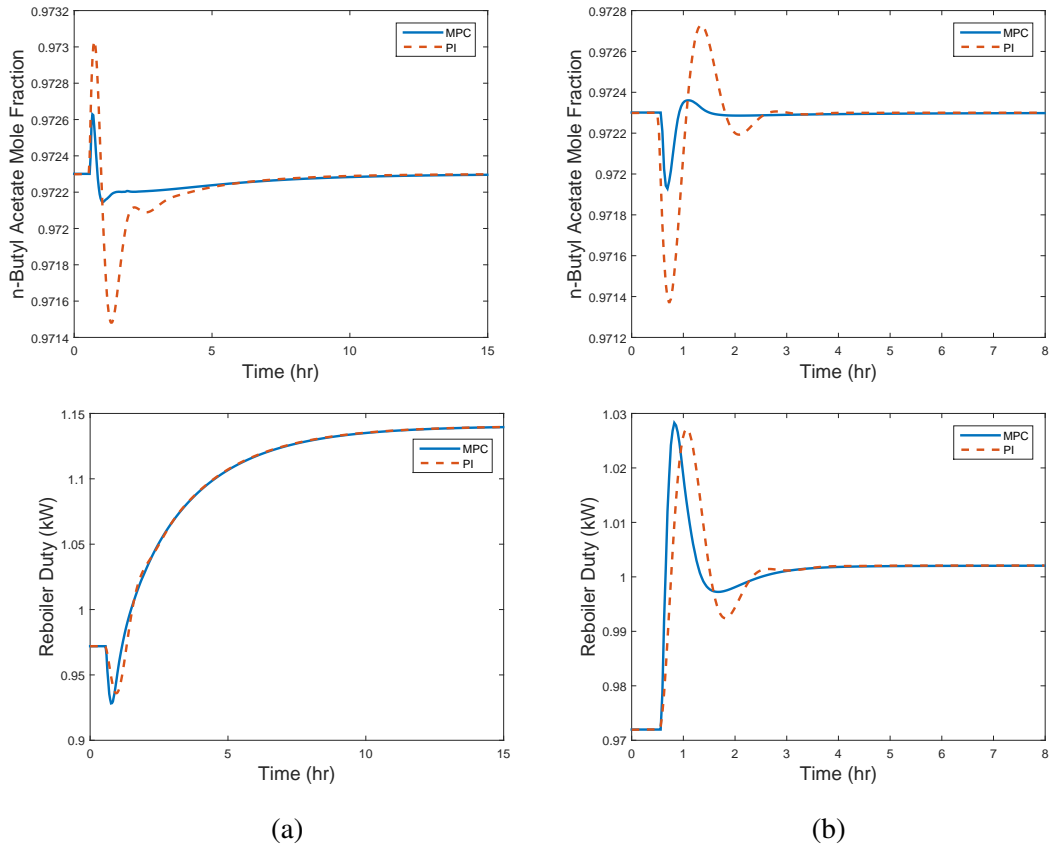 0.9732
0.973
0.9728
0.9726
0.9724
0.9722
0.972
0.9718
0.9716
0.9714
n-Butyl Acetate Mole Fraction
MPC
PI
0 5 10 15
Time (hr)
0.9728
0.9726
0.9724
0.9722
0.972
0.9718
0.9716
0.9714
0.9712
n-Butyl Acetate Mole Fraction
MPC
PI
0 1 2 3 4 5 6 7 8
Time (hr)
1.15
1.1
1.05
1
0.95
0.9
Reboiler Duty (kW)
MPC
PI
0 5 10 15
Time (hr)
1.03
1.02
1.01
1
0.99
0.98
0.97
Reboiler Duty (kW)
MPC
PI
0 1 2 3 4 5 6 7 8
Time (hr)
(a)
(b)